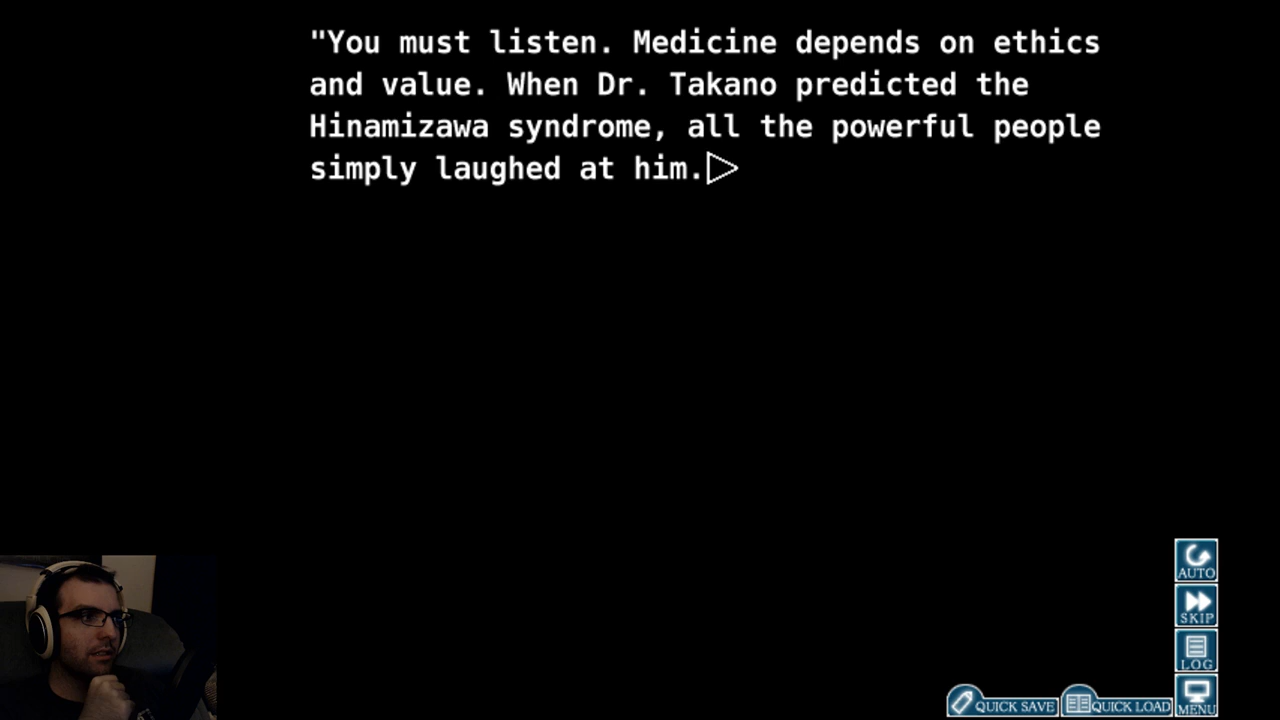 "You must listen. Medicine depends on ethics
and value. When Dr. Takano predicted the
Hinamizawa syndrome, all the powerful people
simply laughed at him.
AUTO
SKIP
LOG
QUICK SAVE
QUICK LOAD
MENU